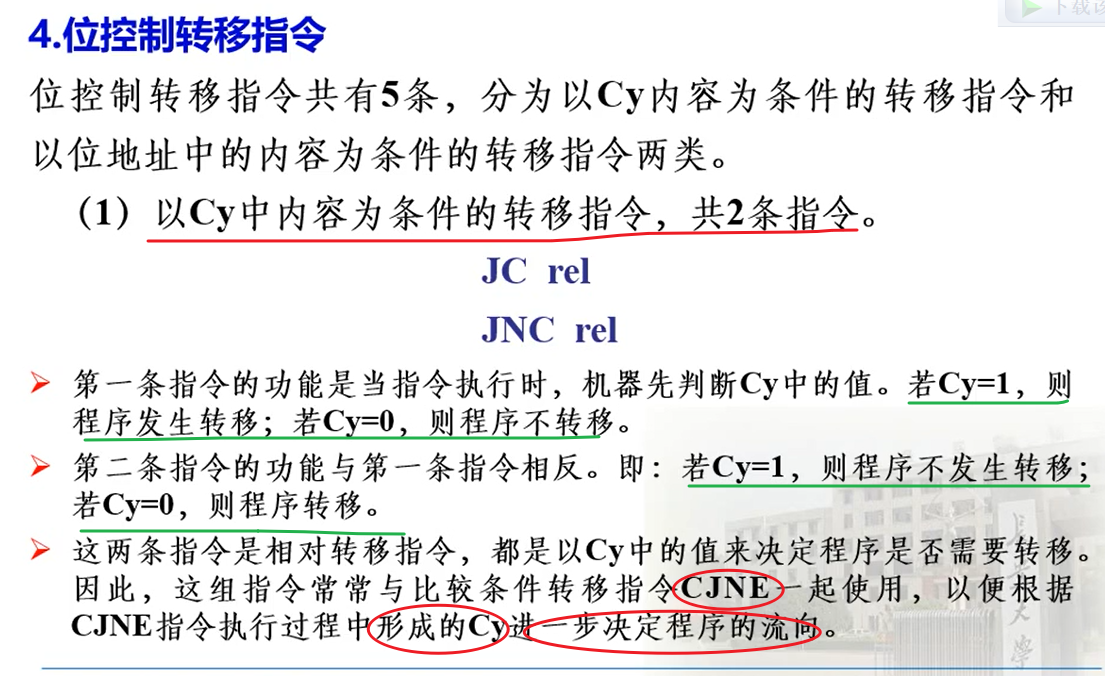 下载
4.位控制转移指令
位控制转移指令共有5条，分为以Cy内容为条件的转移指令和
以位地址中的内容为条件的转移指令两类。
（1）以Cy中内容为条件的转移指令，共2条指令。
JC rel
JNC rel
➢ 第一条指令的功能是当指令执行时，机器先判断Cy中的值。若Cy=1，则
程序发生转移；若Cy=0，则程序不转移。
➢ 第二条指令的功能与第一条指令相反。即：若Cy=1，则程序不发生转移；
若Cy=0，则程序转移。
➢ 这两条指令是相对转移指令，都是以Cy中的值来决定程序是否需要转移。
因此，这组指令常常与比较条件转移指令CJNE一起使用，以便根据
CJNE指令执行过程中形成的Cy进一步决定程序的流向。
大学